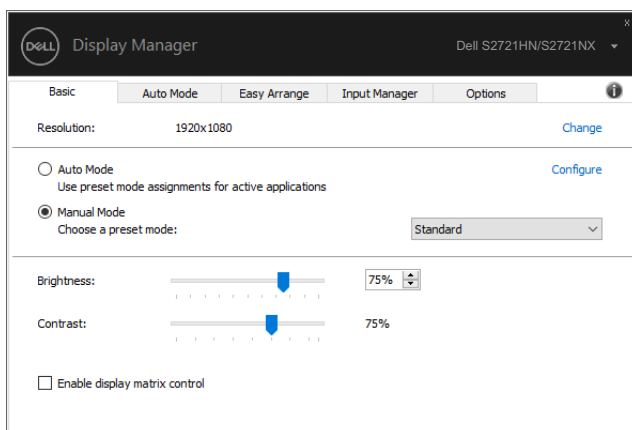 DELL Display Manager Dell S2721HN/S2721NX
x
Basic Auto Mode Easy Arrange Input Manager Options
Resolution: 1920x1080 Change
Auto Mode Configure
Use preset mode assignments for active applications
Manual Mode
Choose a preset mode: Standard
Brightness: 75%
Contrast: 75%
Enable display matrix control